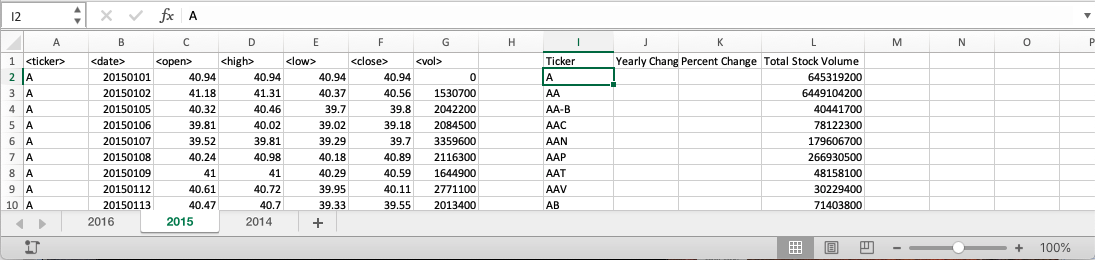 I2 fx A
A B C D E F G H I J K L M N O P
1 <ticker> <date> <open> <high> <low> <close> <vol> Ticker Yearly Chang Percent Change Total Stock Volume
2 A 20150101 40.94 40.94 40.94 40.94 0 A 645319200
3 A 20150102 41.18 41.31 40.37 40.56 1530700 AA 6449104200
4 A 20150105 40.32 40.46 39.7 39.8 2042200 AA-B 40441700
5 A 20150106 39.81 40.02 39.02 39.18 2084500 AAC 78122300
6 A 20150107 39.52 39.81 39.29 39.7 3359600 AAN 179606700
7 A 20150108 40.24 40.98 40.18 40.89 2116300 AAP 266930500
8 A 20150109 41 41 40.29 40.59 1644900 AAT 48158100
9 A 20150112 40.61 40.72 39.95 40.11 2771100 AAV 30229400
10 A 20150113 40.47 40.7 39.33 39.55 2013400 AB 71403800
2016 2015 2014 +
− + 100%